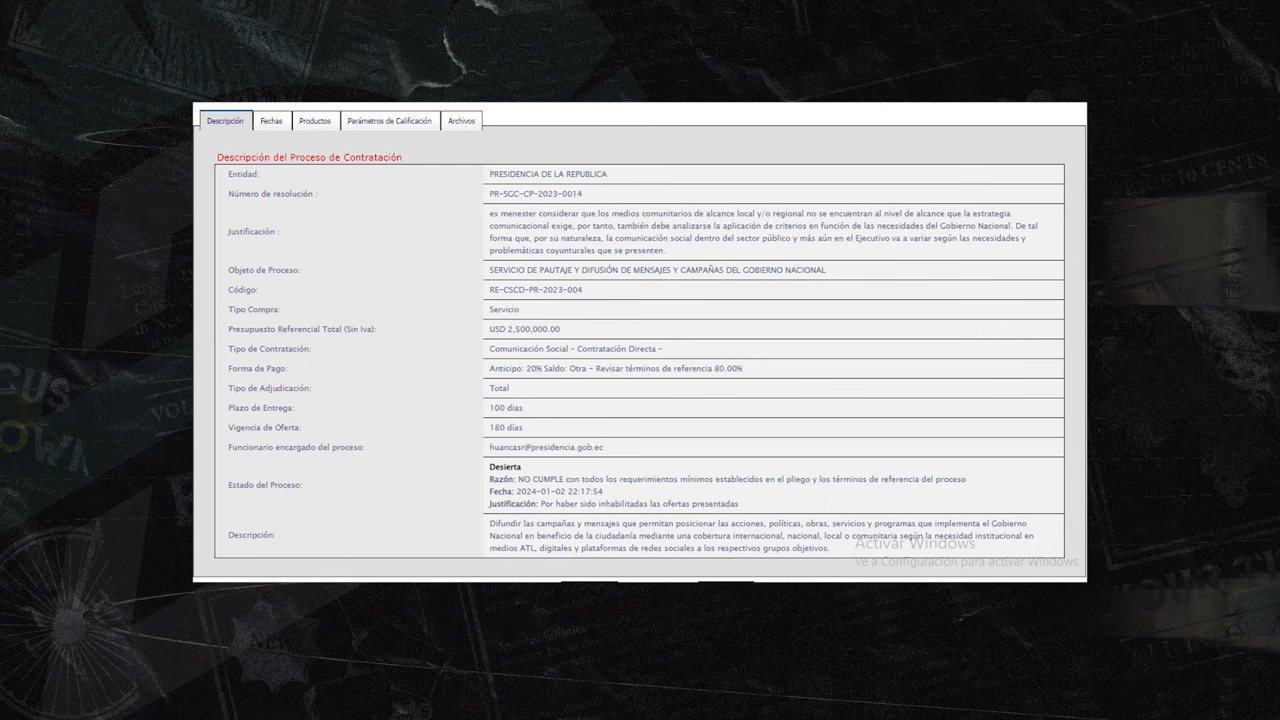 Descripción
Fechas
Productos
Parámetros de Calificación
Archivos
Descripción del Proceso de Contratación
Entidad:
PRESIDENCIA DE LA REPUBLICA
Número de resolución :
PR-SGC-CP-2023-0014
Justificación :
es menester considerar que los medios comunitarios de alcance local y/o regional no se encuentran al nivel de alcance que la estrategia
comunicacional exige, por tanto, también debe analizarse la aplicación de criterios en función de las necesidades del Gobierno Nacional. De tal
forma que, por su naturaleza, la comunicación social dentro del sector público y más aún en el Ejecutivo va a variar según las necesidades y
problemáticas coyunturales que se presenten.
Objeto de Proceso:
SERVICIO DE PAUTAJE Y DIFUSIÓN DE MENSAJES Y CAMPAÑAS DEL GOBIERNO NACIONAL
Código:
RE-CSCD-PR-2023-004
Tipo Compra:
Servicio
Presupuesto Referencial Total (Sin Iva):
USD 2,500,000.00
Tipo de Contratación:
Comunicación Social - Contratación Directa -
Forma de Pago:
Anticipo: 20% Saldo: Otra - Revisar términos de referencia 80.00%
Tipo de Adjudicación:
Total
Plazo de Entrega:
100 dias
Vigencia de Oferta:
180 días
Funcionario encargado del proceso:
huancasr@presidencia.gob.ec
Estado del Proceso:
Desierta
Razón: NO CUMPLE con todos los requerimientos mínimos establecidos en el pliego y los términos de referencia del proceso
Fecha: 2024-01-02 22:17:54
Justificación: Por haber sido inhabilitadas las ofertas presentadas
Descripción:
Difundir las campañas y mensajes que permitan posicionar las acciones, políticas, obras, servicios y programas que implementa el Gobierno
Nacional en beneficio de la ciudadanía mediante una cobertura internacional, nacional, local o comunitaria según la necesidad institucional en
medios ATL, digitales y plataformas de redes sociales a los respectivos grupos objetivos.
Activar Windows
Ve a Configuración para activar Windows.
10 CENTS
NEW